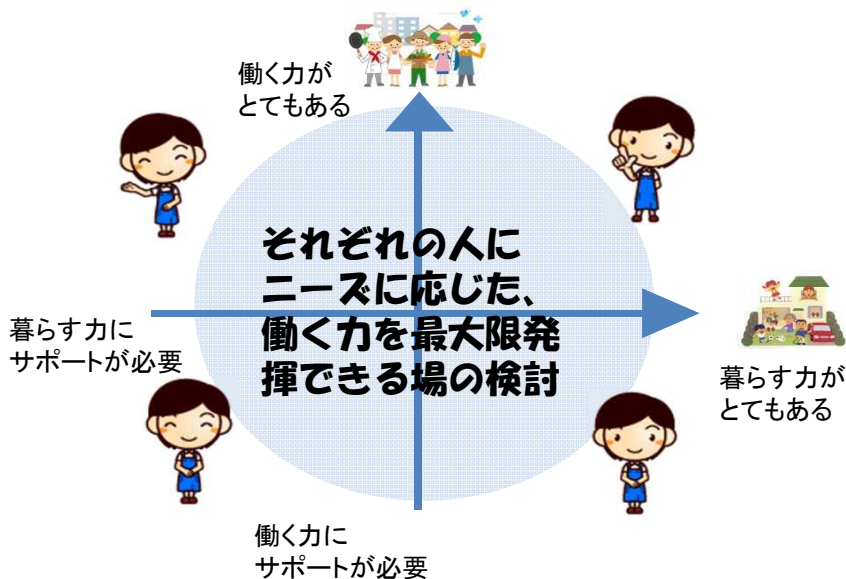 働く力が
とてもある
それぞれの人に
ニーズに応じた、
働く力を最大限発
揮できる場の検討
暮らす力に
サポートが必要
暮らす力が
とてもある
働く力に
サポートが必要